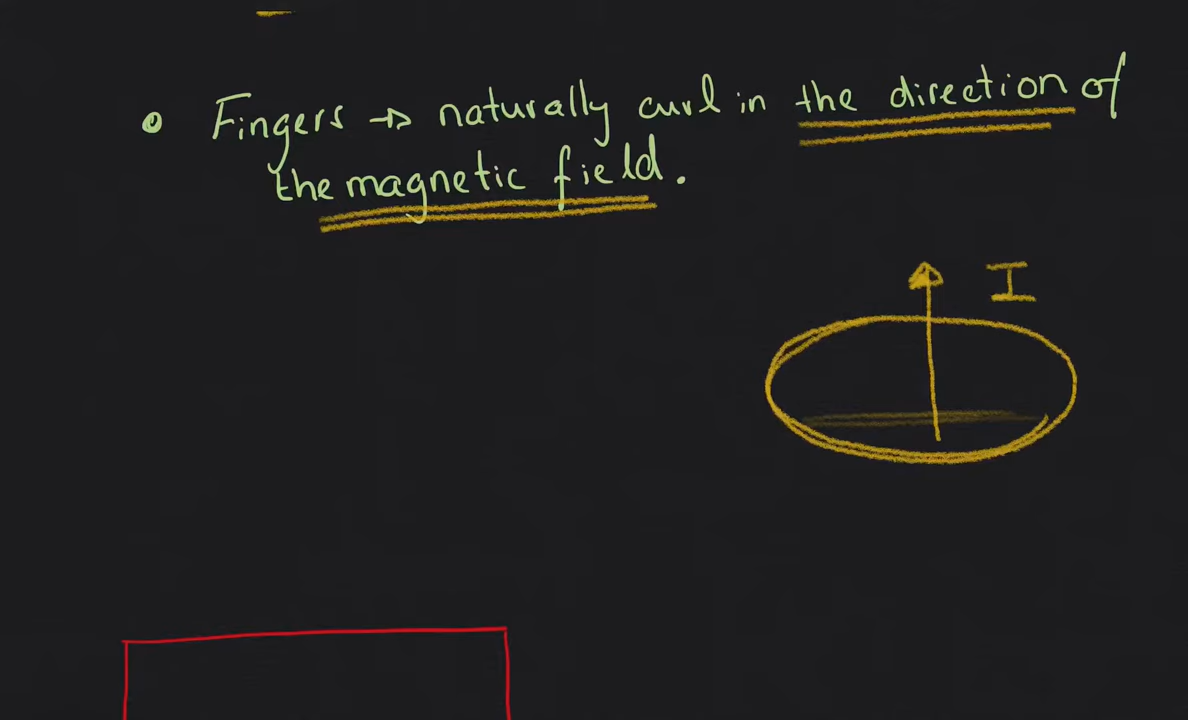 • Fingers → naturally curl in the direction of
the magnetic field.
I